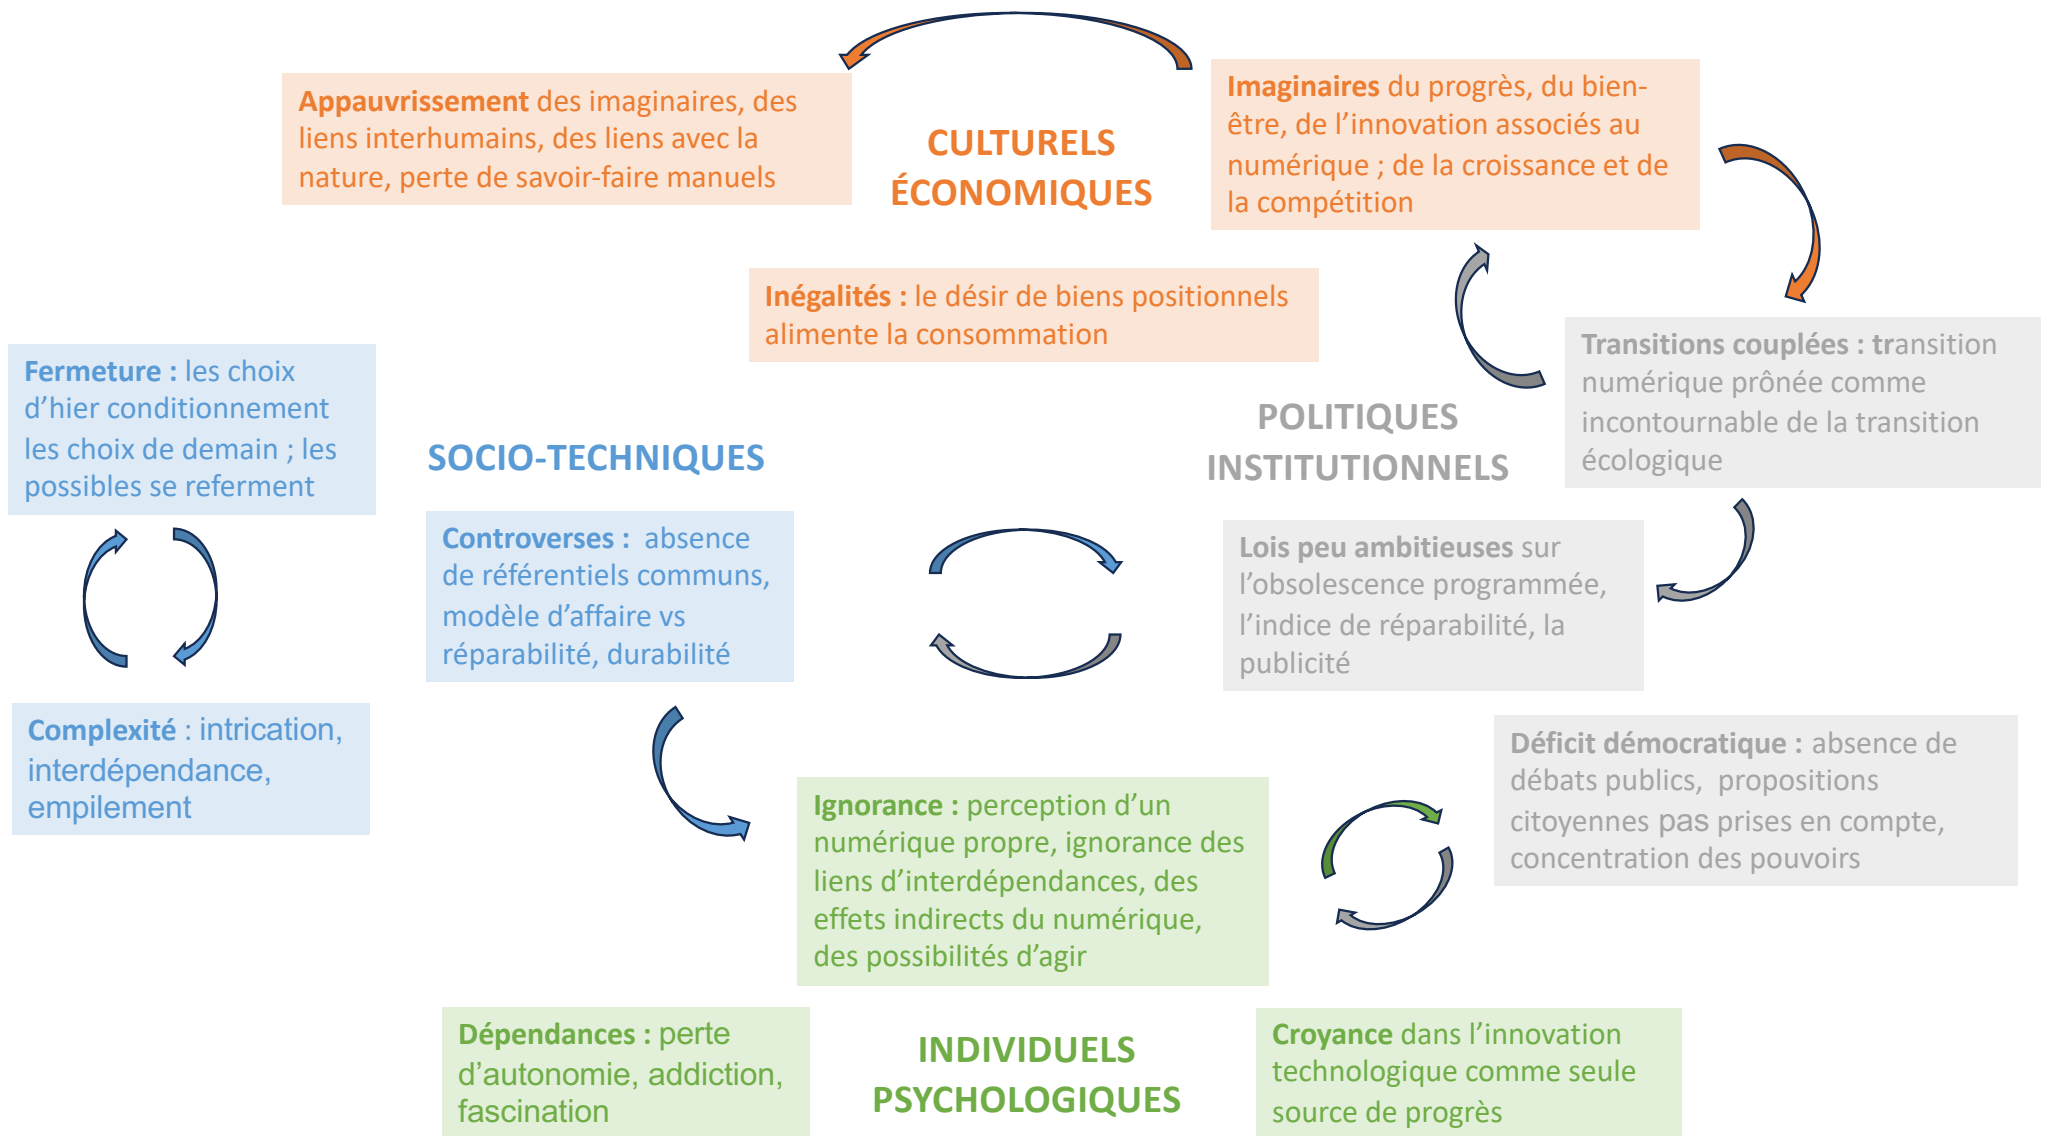 Appauvrissement des imaginaires, des
liens interhumains, des liens avec la
nature, perte de savoir-faire manuels
CULTURELS
ÉCONOMIQUES
Imaginaires du progrès, du bien-
être, de l’innovation associés au
numérique ; de la croissance et de
la compétition
Inégalités : le désir de biens positionnels
alimente la consommation
Fermeture : les choix
d’hier conditionnement
les choix de demain ; les
possibles se referment
SOCIO-TECHNIQUES
POLITIQUES
INSTITUTIONNELS
Transitions couplées : transition
numérique prônée comme
incontournable de la transition
écologique
Controverses :  absence
de référentiels communs,
modèle d’affaire vs
réparabilité, durabilité
Lois peu ambitieuses sur
l’obsolescence programmée,
l’indice de réparabilité, la
publicité
Complexité : intrication,
interdépendance,
empilement
Ignorance : perception d’un
numérique propre, ignorance des
liens d’interdépendances, des
effets indirects du numérique,
des possibilités d’agir
Déficit démocratique : absence de
débats publics,  propositions
citoyennes pas prises en compte,
concentration des pouvoirs
Dépendances : perte
d’autonomie, addiction,
fascination
INDIVIDUELS
PSYCHOLOGIQUES
Croyance dans l’innovation
technologique comme seule
source de progrès